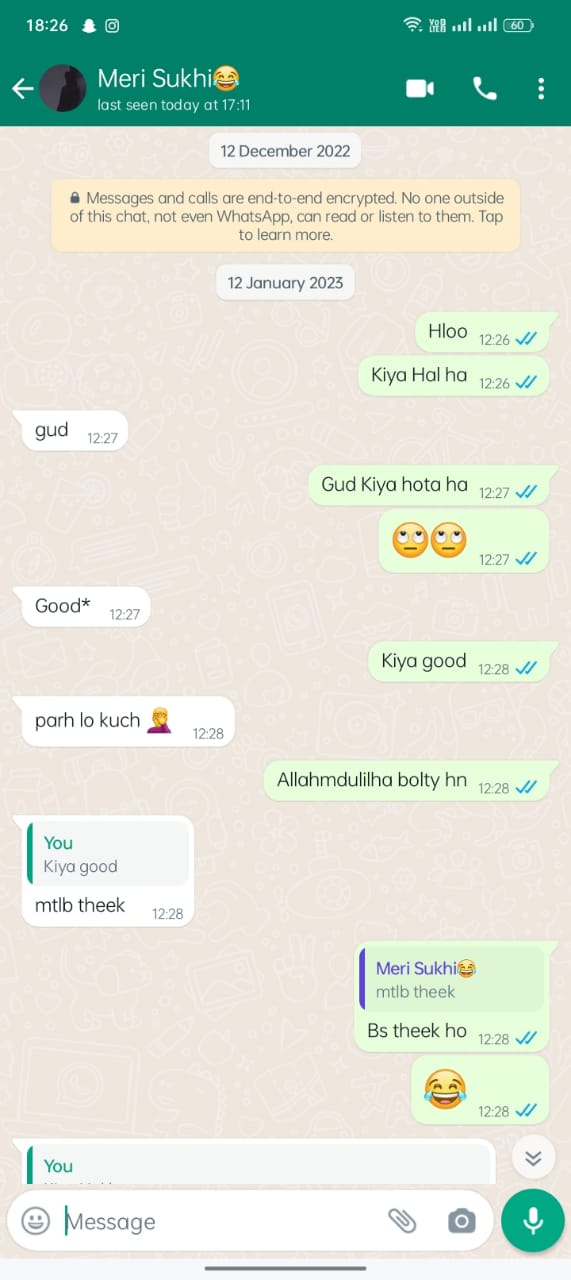 18:26
Vo) LTE 60
Meri Sukhi😂
last seen today at 17:11
12 December 2022
Messages and calls are end-to-end encrypted. No one outside
of this chat, not even WhatsApp, can read or listen to them. Tap
to learn more.
12 January 2023
Hloo 12:26
Kiya Hal ha 12:26
gud 12:27
Gud Kiya hota ha 12:27
🙄🙄 12:27
Good* 12:27
Kiya good 12:28
parh lo kuch 🤦 12:28
Allahmdulilha bolty hn 12:28
You
Kiya good
mtlb theek 12:28
Meri Sukhi😂
mtlb theek
Bs theek ho 12:28
😂 12:28
You
Message